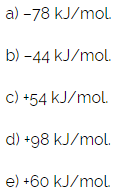 a) −78 kJ/mol.
b) −44 kJ/mol.
c) +54 kJ/mol.
d) +98 kJ/mol.
e) +60 kJ/mol.